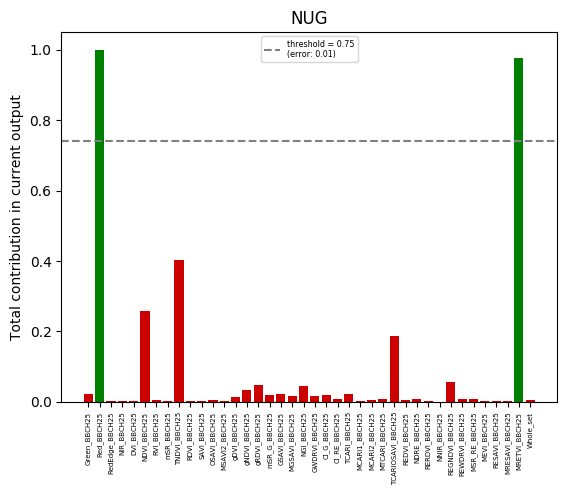 NUG
threshold = 0.75
(error: 0.01)
Total contribution in current output
1.0
0.8
0.6
0.4
0.2
0.0
Green_BBCH25
Red_BBCH25
RedEdge_BBCH25
NIR_BBCH25
DVI_BBCH25
NDVI_BBCH25
RVI_BBCH25
mSR_BBCH25
TNDVI_BBCH25
RDVI_BBCH25
SAVI_BBCH25
OSAVI_BBCH25
MSAVI2_BBCH25
gDVI_BBCH25
gNDVI_BBCH25
gRDVI_BBCH25
mSR_G_BBCH25
GSAVI_BBCH25
MGSAVI_BBCH25
NGI_BBCH25
GWDRVI_BBCH25
CI_G_BBCH25
CI_RE_BBCH25
TCARI_BBCH25
MCARI1_BBCH25
MCARI2_BBCH25
MTCARI_BBCH25
TCARIOSAVI_BBCH25
REDVI_BBCH25
NDRE_BBCH25
RERDVI_BBCH25
NNIR_BBCH25
REGNDVI_BBCH25
REWDRVI_BBCH25
MSR_RE_BBCH25
MEVI_BBCH25
RESAVI_BBCH25
MRESAVI_BBCH25
MRETVI_BBCH25
Whole_set